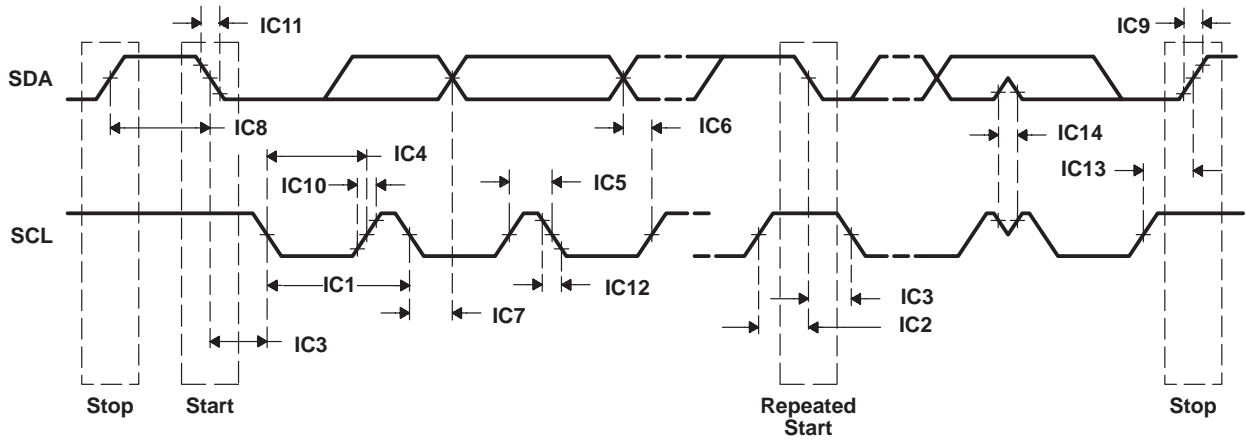 IC11
IC9
SDA
IC8
IC6
IC14
IC4
IC10
IC5
IC13
SCL
IC1
IC12
IC7
IC3
IC3
IC2
Stop
Start
Repeated
Start
Stop